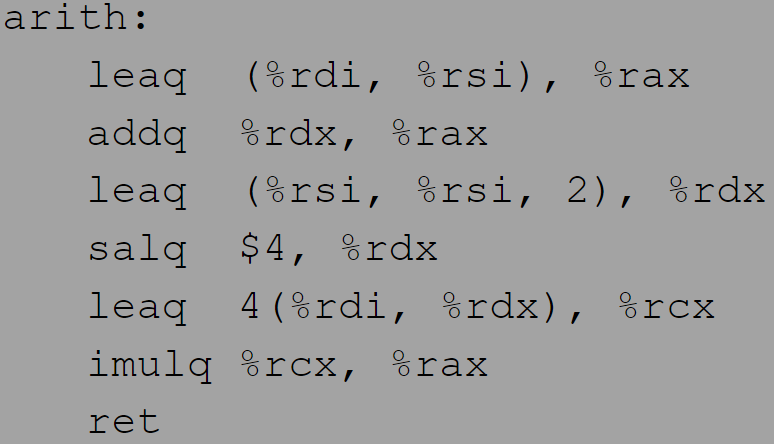 arith:
leaq (%rdi, %rsi), %rax
addq %rdx, %rax
leaq (%rsi, %rsi, 2), %rdx
salq $4, %rdx
leaq 4(%rdi, %rdx), %rcx
imulq %rcx, %rax
ret